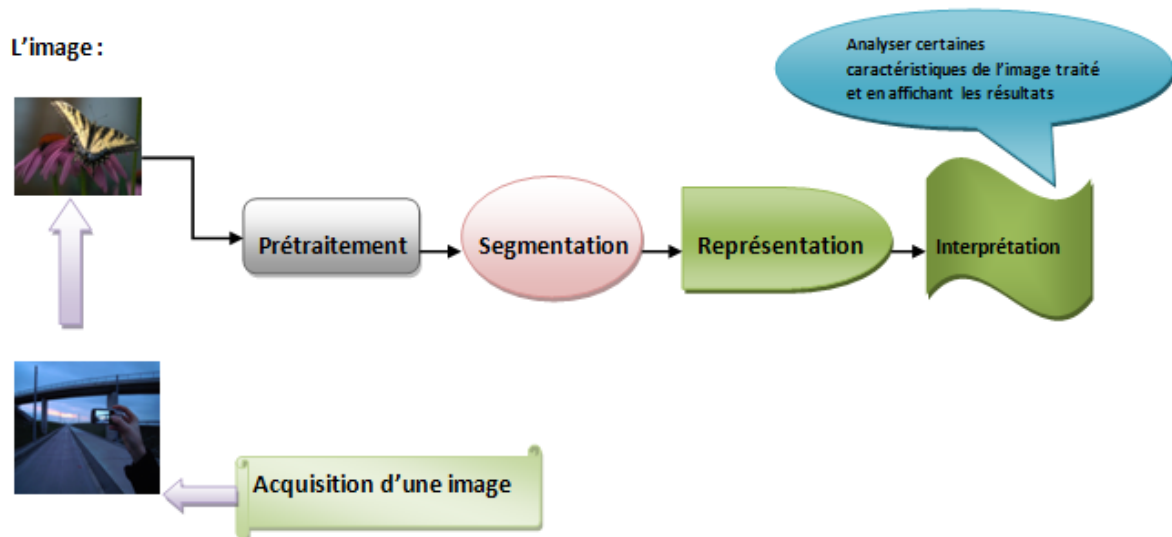 L'image :
Analyser certaines
caractéristiques de l'image traité
et en affichant les résultats
Prétraitement
Segmentation
Représentation
Interprétation
Acquisition d'une image